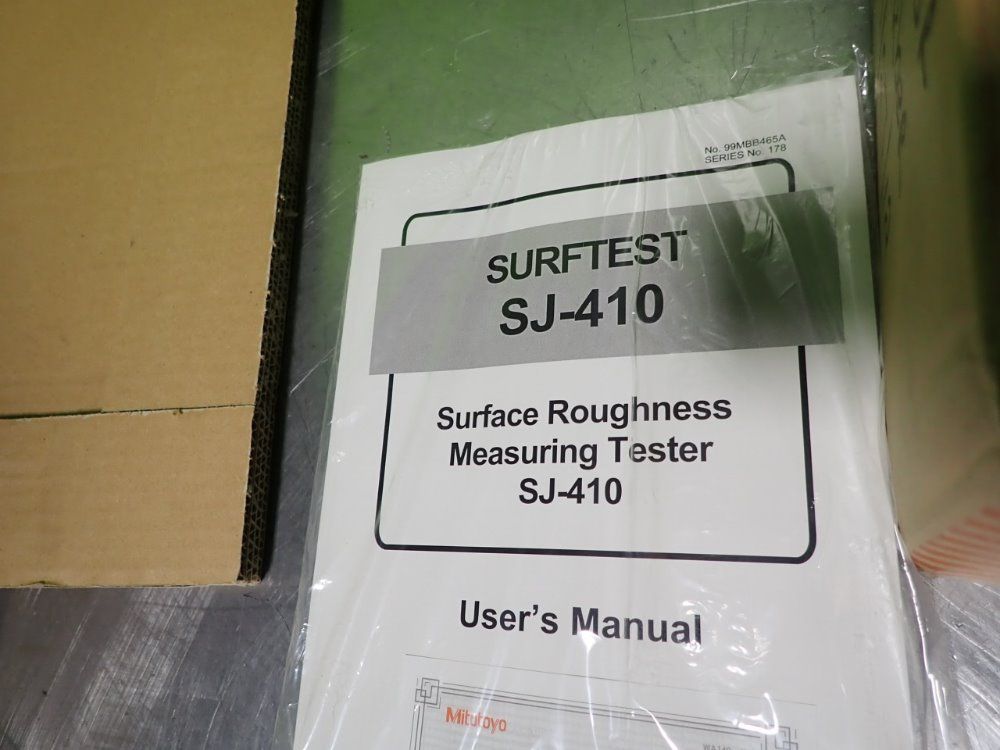 No. 99MBB465A
SERIES No. 178
SURFTEST
SJ-410
Surface Roughness
Measuring Tester
SJ-410
User's Manual
Mitutoyo